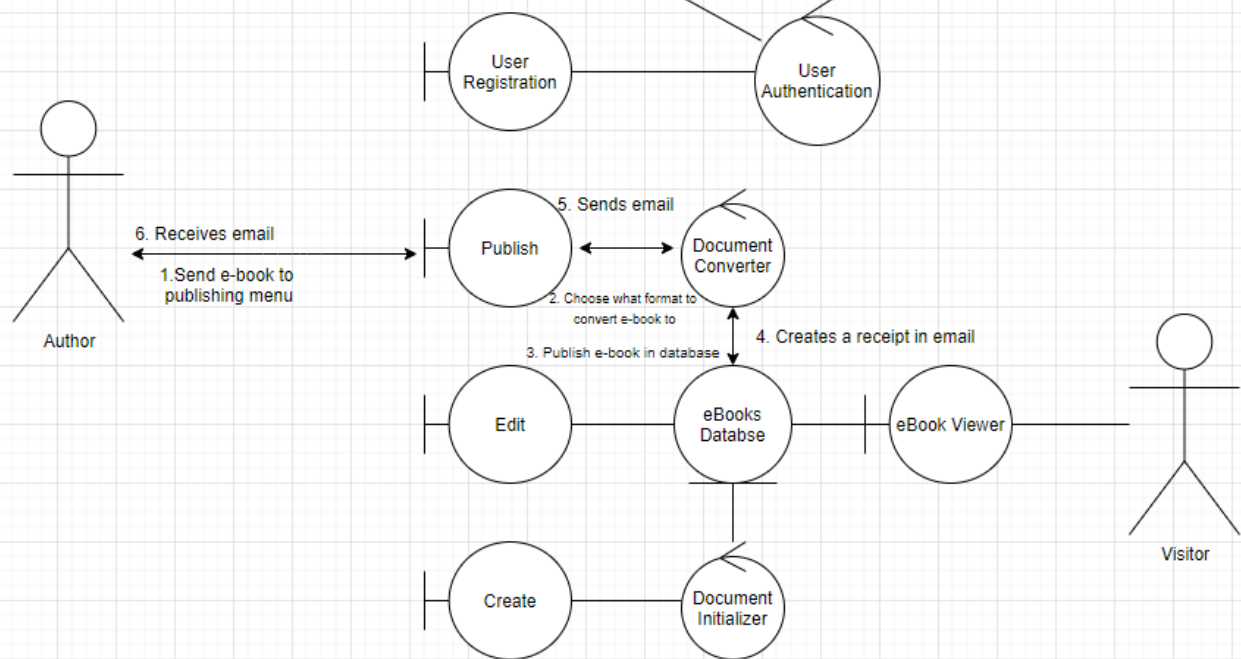 User
Registration
User
Authentication
5. Sends email
6. Receives email
Publish
Document
Converter
1.Send e-book to
publishing menu
2. Choose what format to
convert e-book to
Author
4. Creates a receipt in email
3. Publish e-book in database
Edit
eBooks
Databse
eBook Viewer
Visitor
Create
Document
Initializer